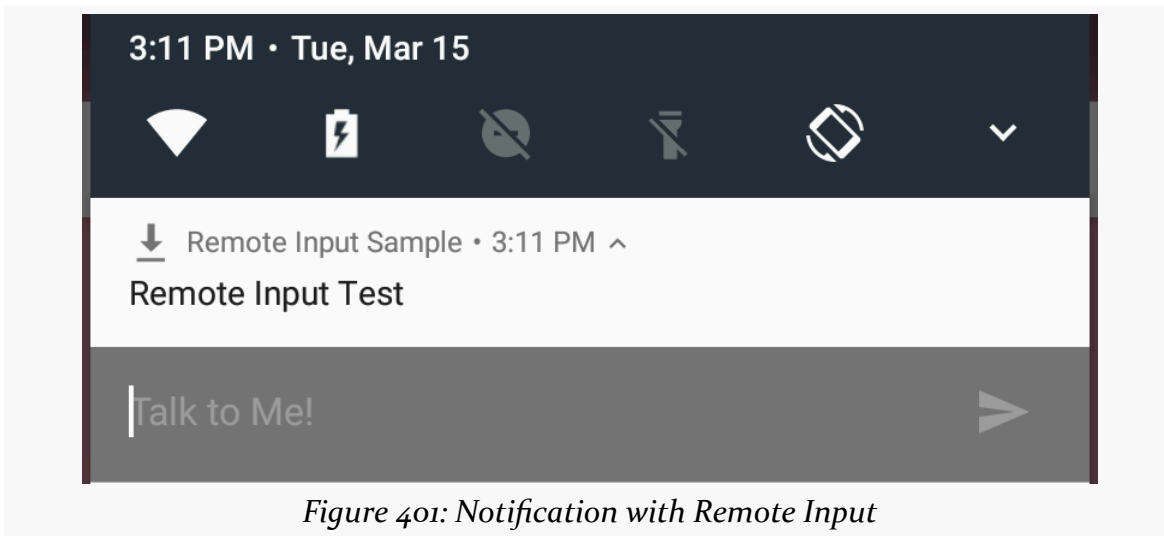 3:11 PM • Tue, Mar 15
Remote Input Sample • 3:11 PM
Remote Input Test
Talk to Me!
Figure 401: Notification with Remote Input